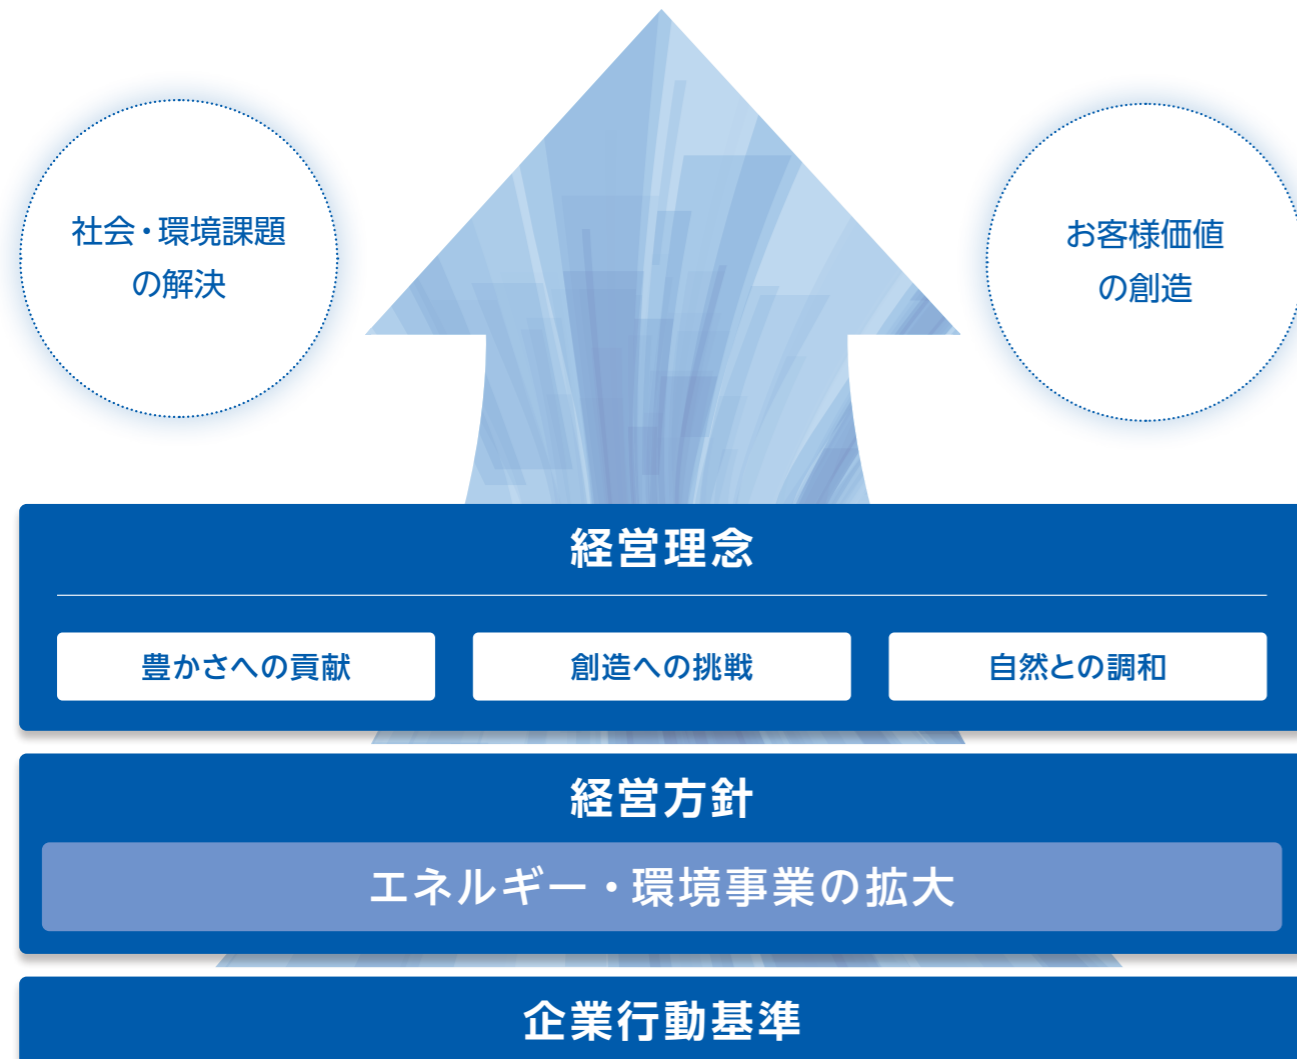 社会・環境課題
の解決
お客様価値
の創造
経営理念
豊かさへの貢献
創造への挑戦
自然との調和
経営方針
エネルギー・環境事業の拡大
企業行動基準